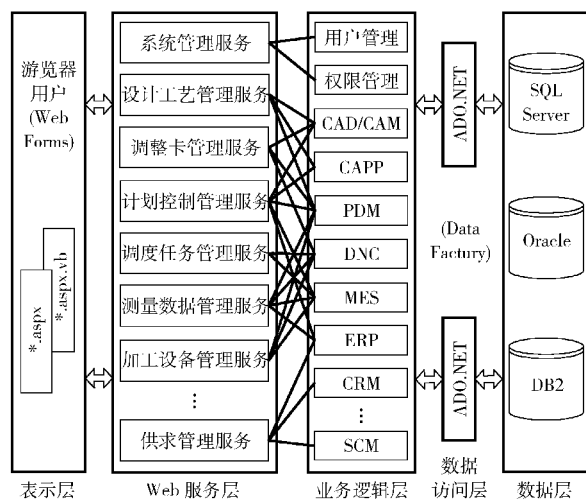 游览器
用户
(Web
Forms)
*.aspx
*.aspx.vb
表示层
系统管理服务
设计工艺管理服务
调整卡管理服务
计划控制管理服务
调度任务管理服务
测量数据管理服务
加工设备管理服务
⋮
供求管理服务
Web 服务层
用户管理
权限管理
CAD/CAM
CAPP
PDM
DNC
MES
ERP
CRM
⋮
SCM
业务逻辑层
ADO.NET
(Data
Factory)
ADO.NET
数据
访问层
SQL
Server
Oracle
DB2
数据层